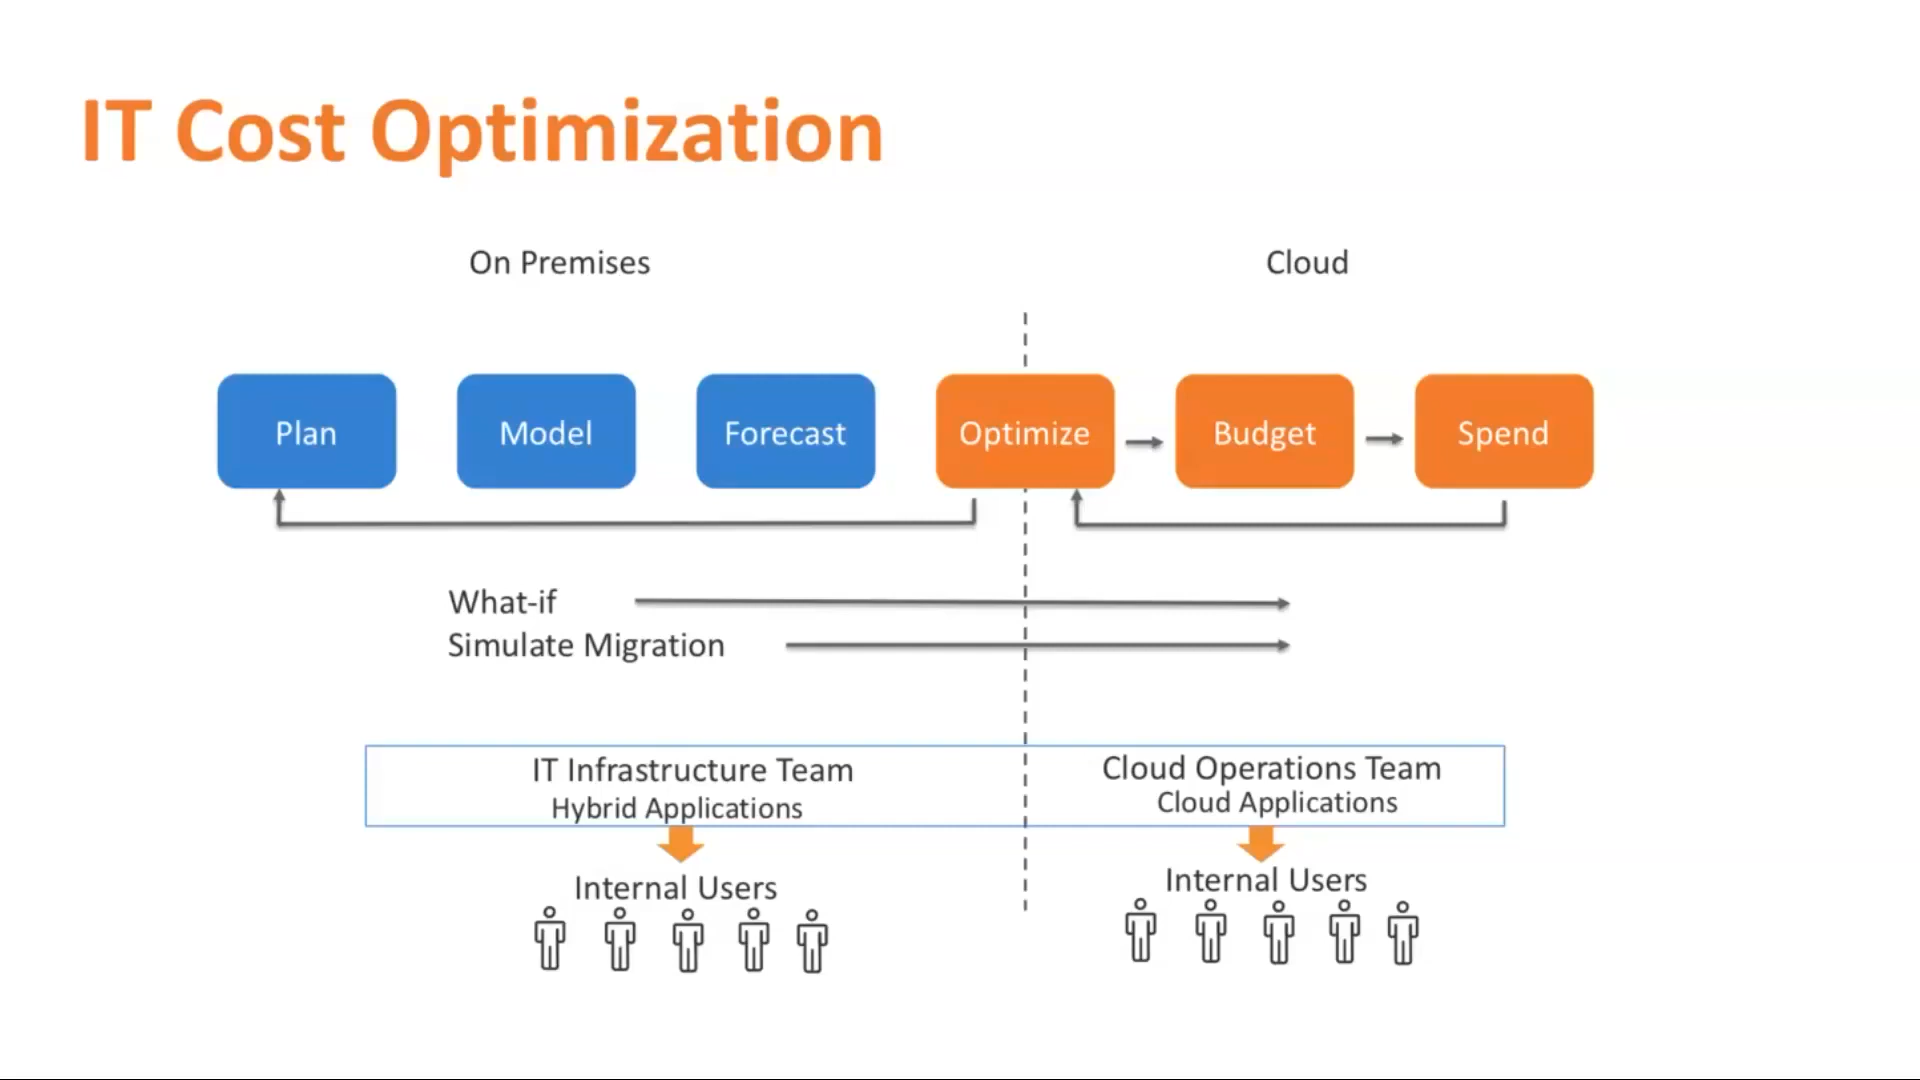 IT Cost Optimization
On Premises
Cloud
Plan
Model
Forecast
Optimize
Budget
Spend
What-if
Simulate Migration
IT Infrastructure Team
Hybrid Applications
Cloud Operations Team
Cloud Applications
Internal Users
Internal Users